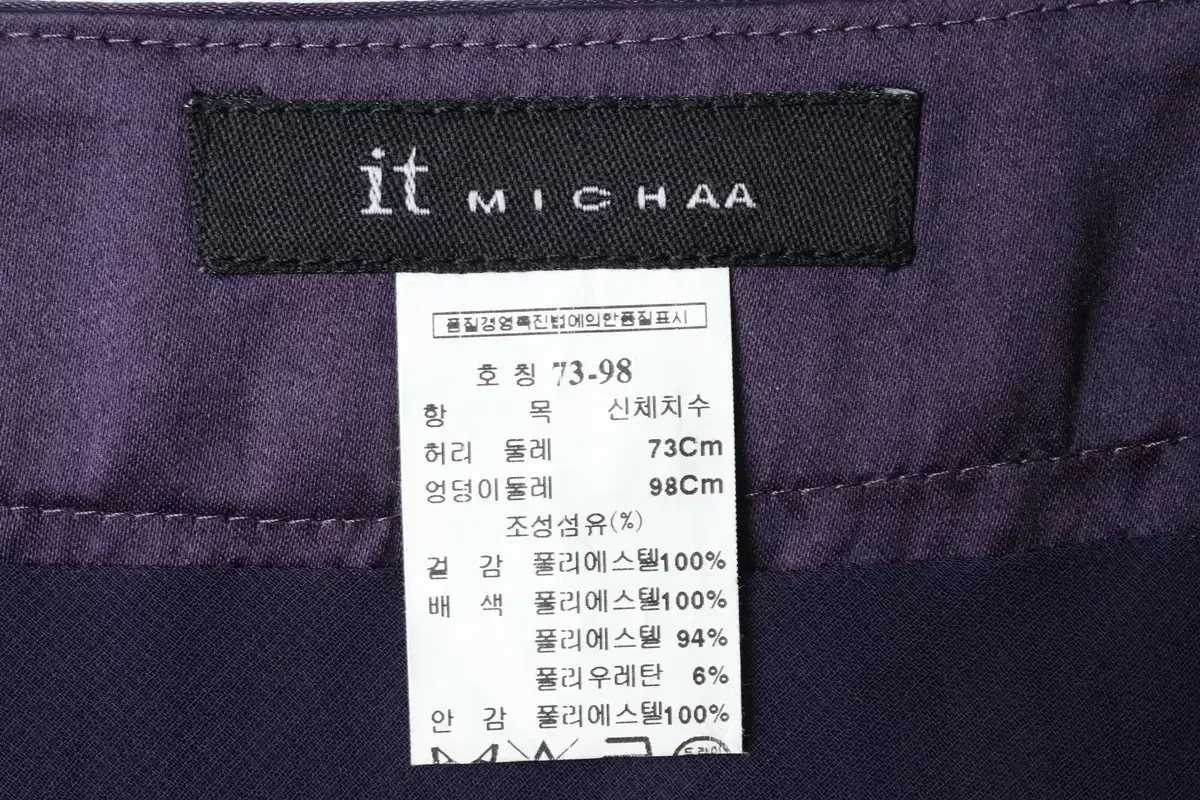 it MICHAA
품질경영촉진법에의한품질표시
호 칭 73-98
항 목 신체치수
허리 둘레 73Cm
엉덩이둘레 98Cm
조성섬유(%)
겉 감 폴리에스텔100%
배 색 폴리에스텔100%
폴리에스텔 94%
폴리우레탄 6%
안 감 폴리에스텔100%
드라이